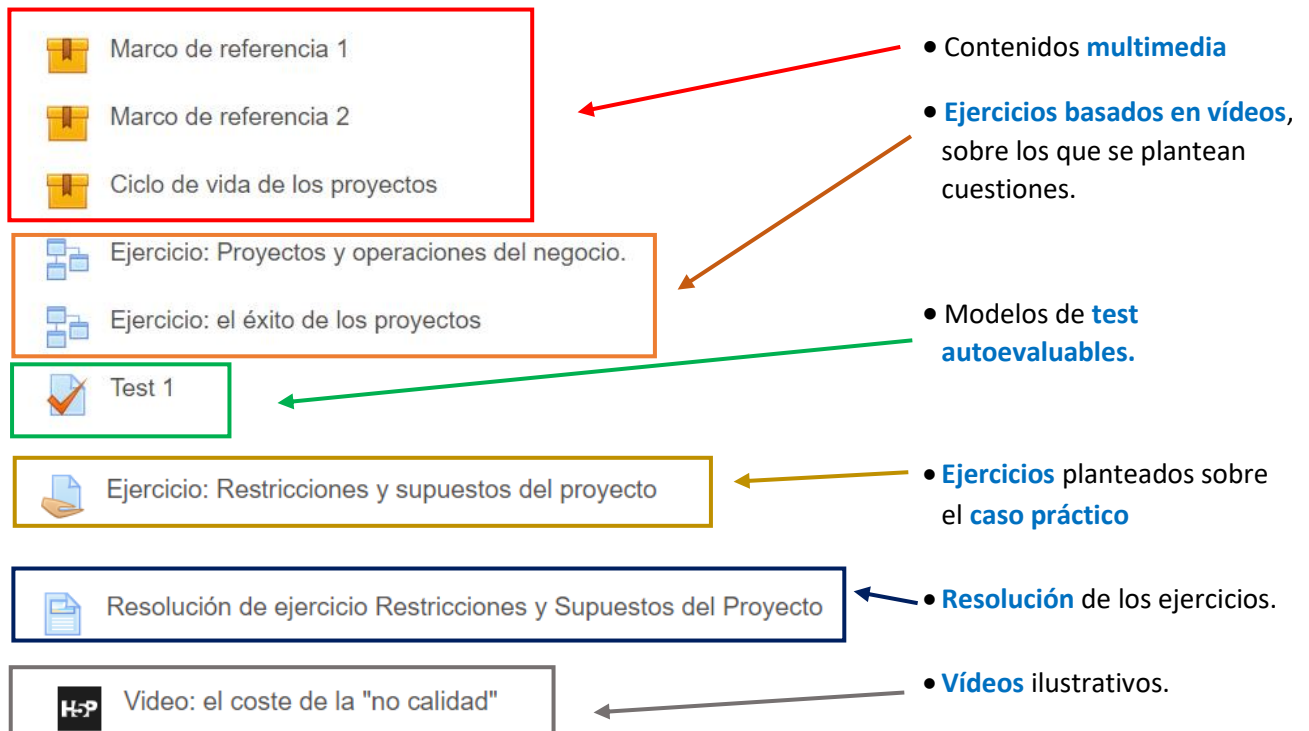 Marco de referencia 1
Marco de referencia 2
Ciclo de vida de los proyectos
Ejercicio: Proyectos y operaciones del negocio.
Ejercicio: el éxito de los proyectos
Test 1
Ejercicio: Restricciones y supuestos del proyecto
Resolución de ejercicio Restricciones y Supuestos del Proyecto
H5P
Video: el coste de la "no calidad"
• Contenidos multimedia
• Ejercicios basados en vídeos,
sobre los que se plantean
cuestiones.
• Modelos de test
autoevaluables.
• Ejercicios planteados sobre
el caso práctico
• Resolución de los ejercicios.
• Vídeos ilustrativos.